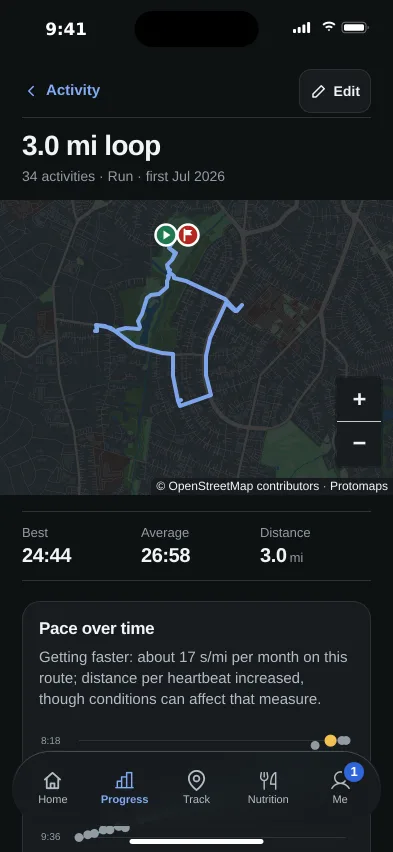 9:41
Activity
Edit
3.0 mi loop
34 activities · Run · first Jul 2026
+
−
© OpenStreetMap contributors · Protomaps
Best Average Distance
24:44 26:58 3.0 mi
Pace over time
Getting faster: about 17 s/mi per month on this
route; distance per heartbeat increased,
though conditions can affect that measure.
8:18
1
Home Progress Track Nutrition Me
9:36